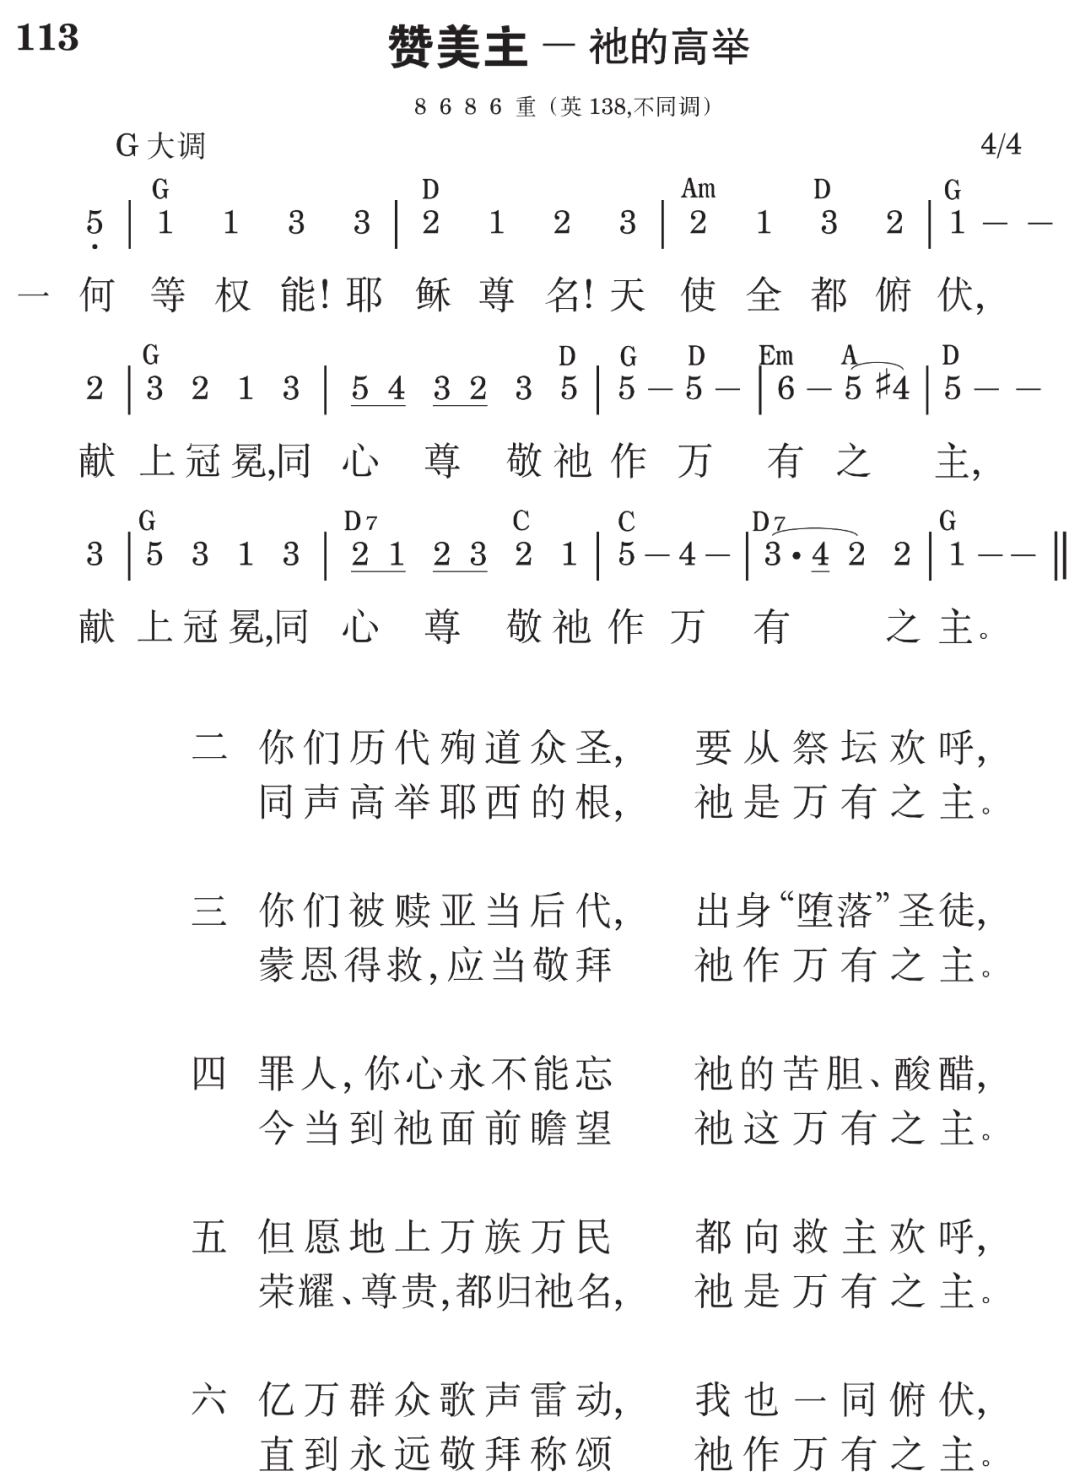 113
赞美主 — 祂的高举
8 6 8 6 重（英 138,不同调）
G 大调 4/4
G D Am D G
5̣ | 1 1 3 3 | 2 1 2 3 | 2 1 3 2 | 1 — —
一 何 等 权 能! 耶 稣 尊 名! 天 使 全 都 俯 伏,
G D G D Em A D
2 | 3 2 1 3 | 5 4 3 2 3 5 | 5 — 5 — | 6 — 5 #4 | 5 — —
献 上 冠 冕,同 心 尊 敬 祂 作 万 有 之 主,
G D7 C C D7 G
3 | 5 3 1 3 | 2 1 2 3 2 1 | 5 — 4 — | 3 · 4 2 2 | 1 — — ‖
献 上 冠 冕,同 心 尊 敬 祂 作 万 有 之 主。
二 你们历代殉道众圣, 要从祭坛欢呼,
同声高举耶西的根, 祂是万有之主。
三 你们被赎亚当后代, 出身“堕落”圣徒,
蒙恩得救,应当敬拜 祂作万有之主。
四 罪人,你心永不能忘 祂的苦胆、酸醋,
今当到祂面前瞻望 祂这万有之主。
五 但愿地上万族万民 都向救主欢呼,
荣耀、尊贵,都归祂名, 祂是万有之主。
六 亿万群众歌声雷动, 我也一同俯伏,
直到永远敬拜称颂 祂作万有之主。